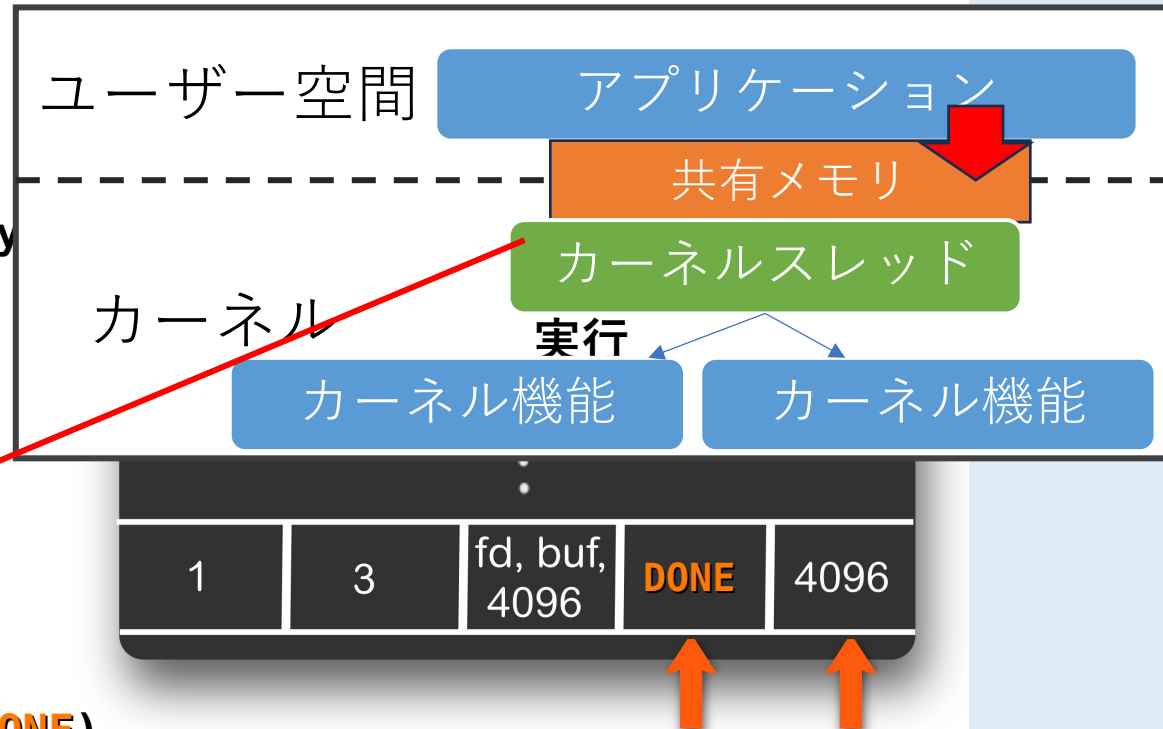 ユーザー空間
アプリケーション
共有メモリ
y
カーネルスレッド
カーネル
実行
カーネル機能
カーネル機能
1
3
fd, buf,
4096
DONE
4096
ONE)